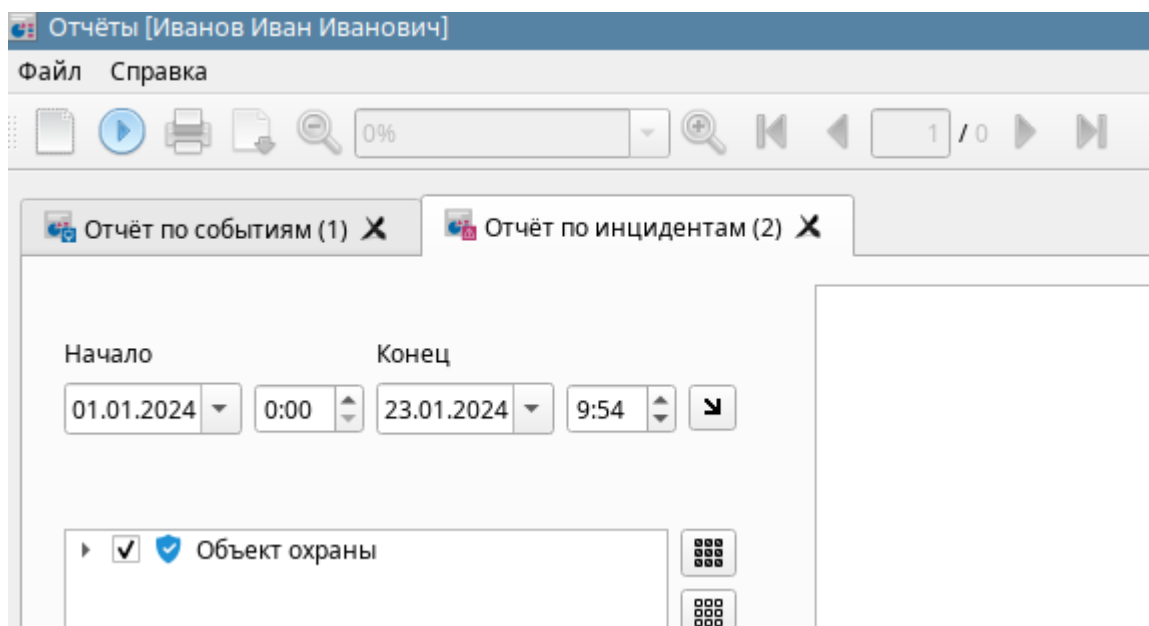 Отчёты [Иванов Иван Иванович]
Файл Справка
0% 1 / 0
Отчёт по событиям (1) Отчёт по инцидентам (2)
Начало Конец
01.01.2024 0:00 23.01.2024 9:54
Объект охраны